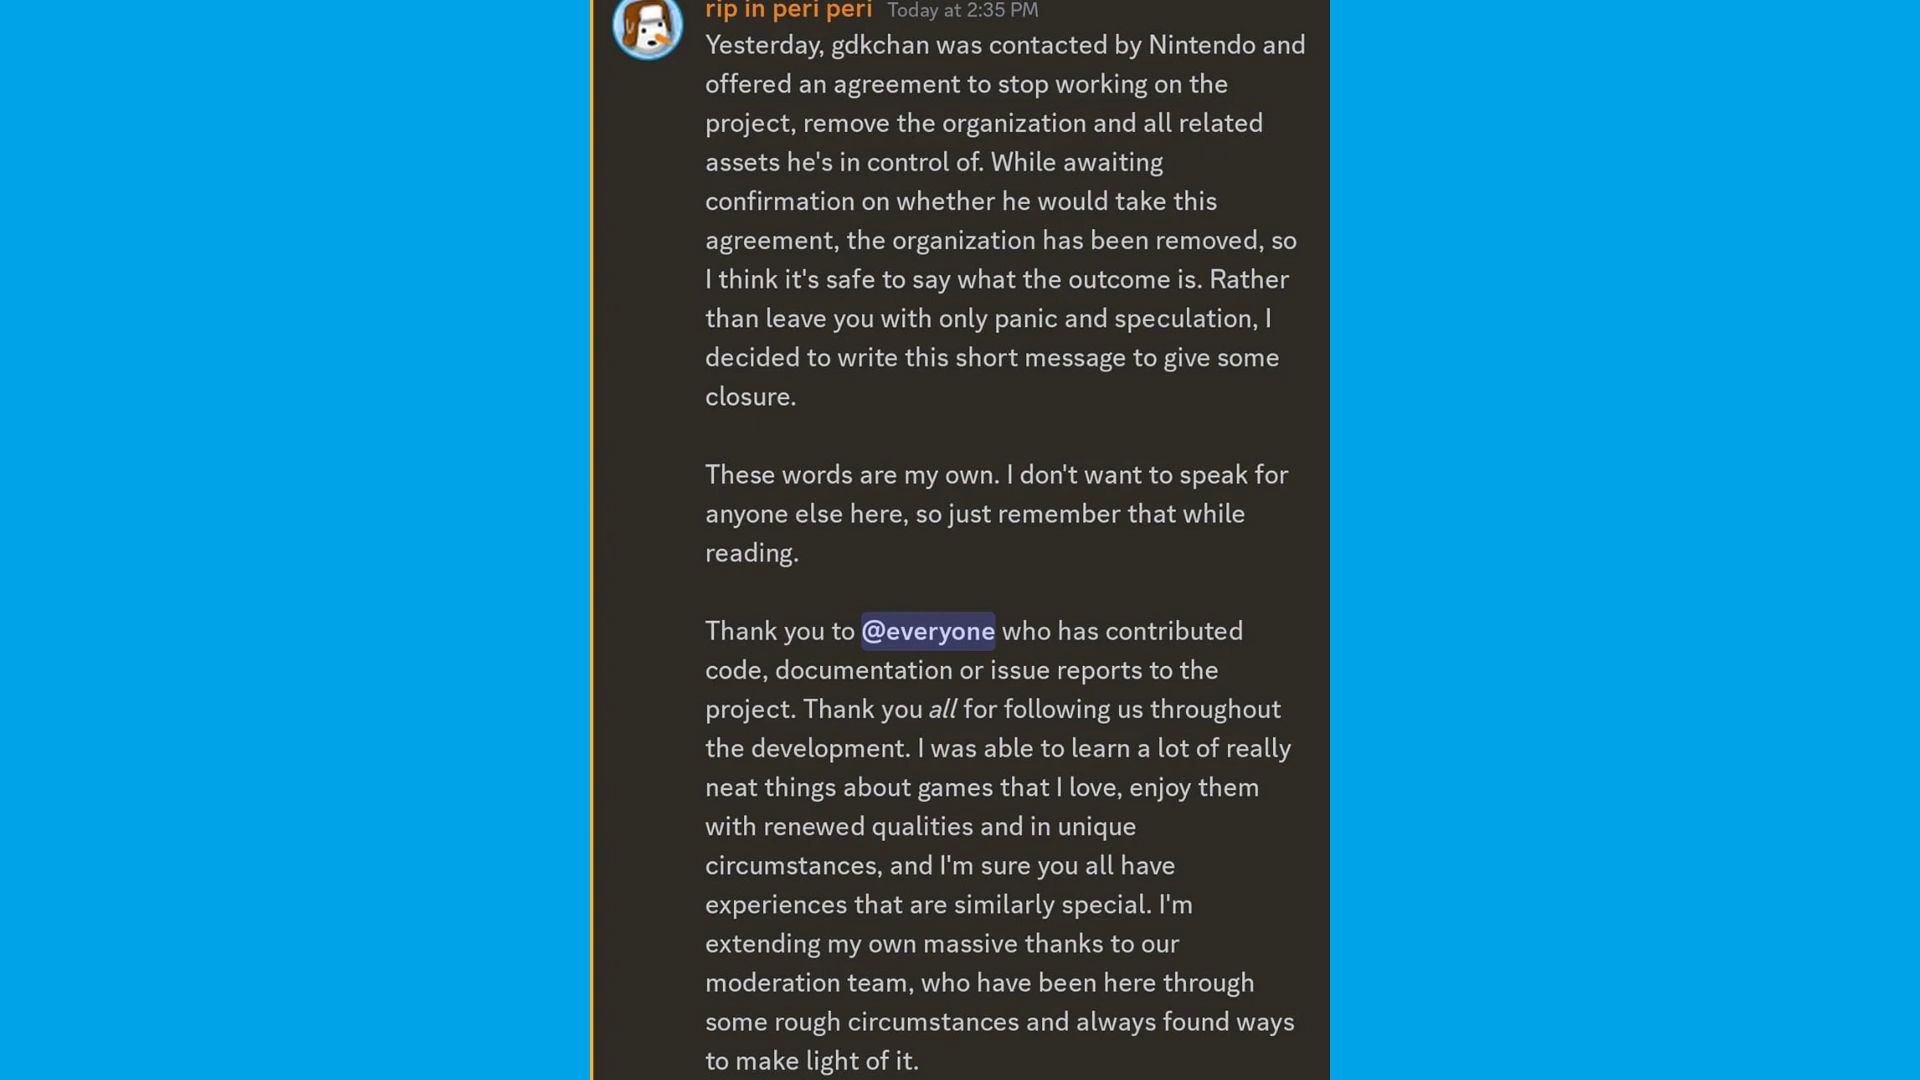 rip in peri peri Today at 2:35 PM
Yesterday, gdkchan was contacted by Nintendo and
offered an agreement to stop working on the
project, remove the organization and all related
assets he's in control of. While awaiting
confirmation on whether he would take this
agreement, the organization has been removed, so
I think it's safe to say what the outcome is. Rather
than leave you with only panic and speculation, I
decided to write this short message to give some
closure.
These words are my own. I don't want to speak for
anyone else here, so just remember that while
reading.
Thank you to @everyone who has contributed
code, documentation or issue reports to the
project. Thank you all for following us throughout
the development. I was able to learn a lot of really
neat things about games that I love, enjoy them
with renewed qualities and in unique
circumstances, and I'm sure you all have
experiences that are similarly special. I'm
extending my own massive thanks to our
moderation team, who have been here through
some rough circumstances and always found ways
to make light of it.